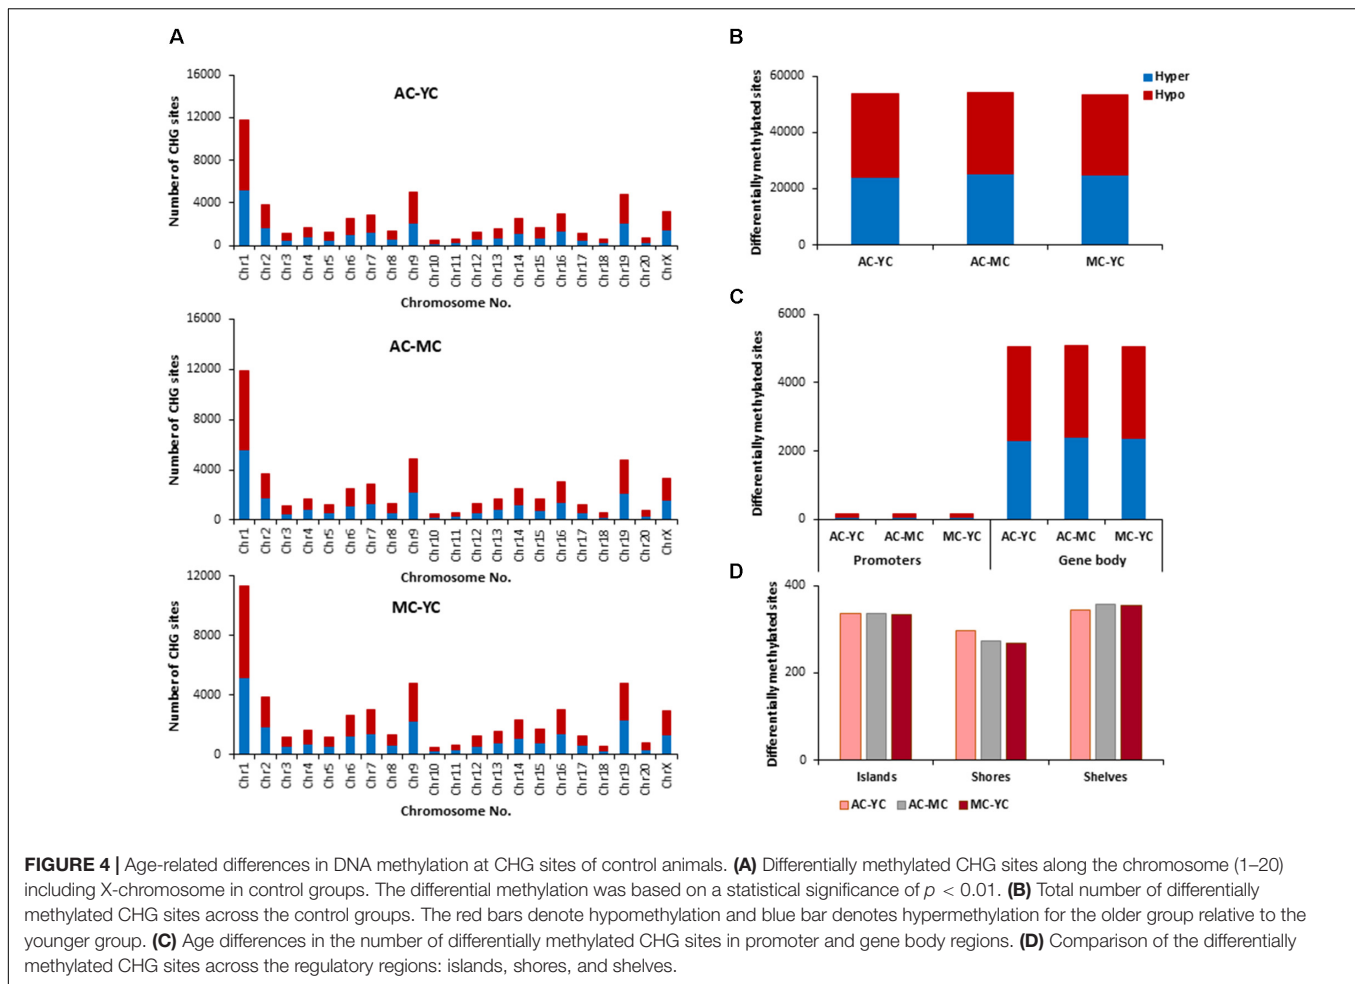 A
AC-YC
Number of CHG sites
16000
12000
8000
4000
0
Chr1 Chr2 Chr3 Chr4 Chr5 Chr6 Chr7 Chr8 Chr9 Chr10 Chr11 Chr12 Chr13 Chr14 Chr15 Chr16 Chr17 Chr18 Chr19 Chr20 ChrX
Chromosome No.
AC-MC
Number of CHG sites
16000
12000
8000
4000
0
Chr1 Chr2 Chr3 Chr4 Chr5 Chr6 Chr7 Chr8 Chr9 Chr10 Chr11 Chr12 Chr13 Chr14 Chr15 Chr16 Chr17 Chr18 Chr19 Chr20 ChrX
Chromosome No.
MC-YC
Number of CHG sites
12000
8000
4000
0
Chr1 Chr2 Chr3 Chr4 Chr5 Chr6 Chr7 Chr8 Chr9 Chr10 Chr11 Chr12 Chr13 Chr14 Chr15 Chr16 Chr17 Chr18 Chr19 Chr20 ChrX
Chromosome No.
B
Differentially methylated sites
60000
40000
20000
0
AC-YC AC-MC MC-YC
Hyper
Hypo
C
Differentially methylated sites
6000
4000
2000
0
AC-YC AC-MC MC-YC AC-YC AC-MC MC-YC
Promoters Gene body
D
Differentially methylated sites
400
200
0
Islands Shores Shelves
AC-YC AC-MC MC-YC
FIGURE 4 | Age-related differences in DNA methylation at CHG sites of control animals. (A) Differentially methylated CHG sites along the chromosome (1–20)
including X-chromosome in control groups. The differential methylation was based on a statistical significance of p < 0.01. (B) Total number of differentially
methylated CHG sites across the control groups. The red bars denote hypomethylation and blue bar denotes hypermethylation for the older group relative to the
younger group. (C) Age differences in the number of differentially methylated CHG sites in promoter and gene body regions. (D) Comparison of the differentially
methylated CHG sites across the regulatory regions: islands, shores, and shelves.